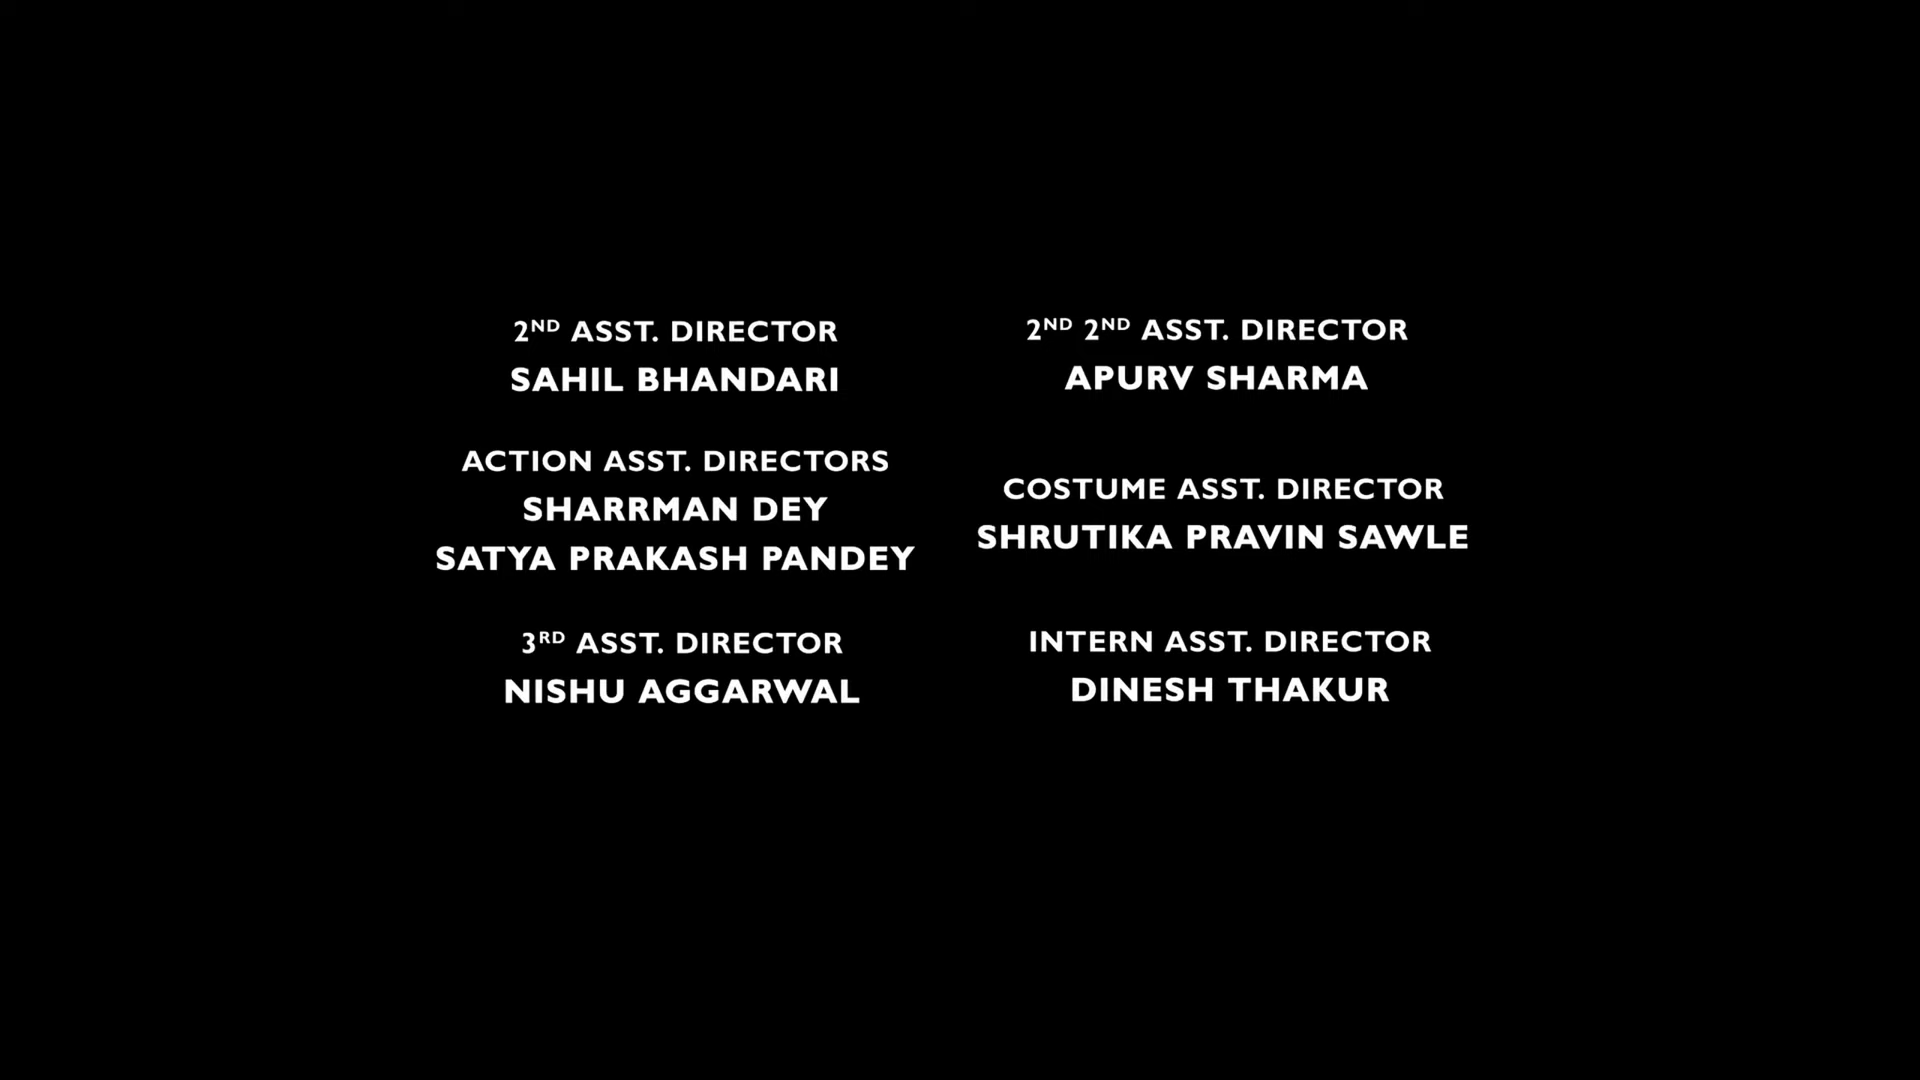 2ND ASST. DIRECTOR
SAHIL BHANDARI
2ND 2ND ASST. DIRECTOR
APURV SHARMA
ACTION ASST. DIRECTORS
SHARRMAN DEY
SATYA PRAKASH PANDEY
COSTUME ASST. DIRECTOR
SHRUTIKA PRAVIN SAWLE
3RD ASST. DIRECTOR
NISHU AGGARWAL
INTERN ASST. DIRECTOR
DINESH THAKUR